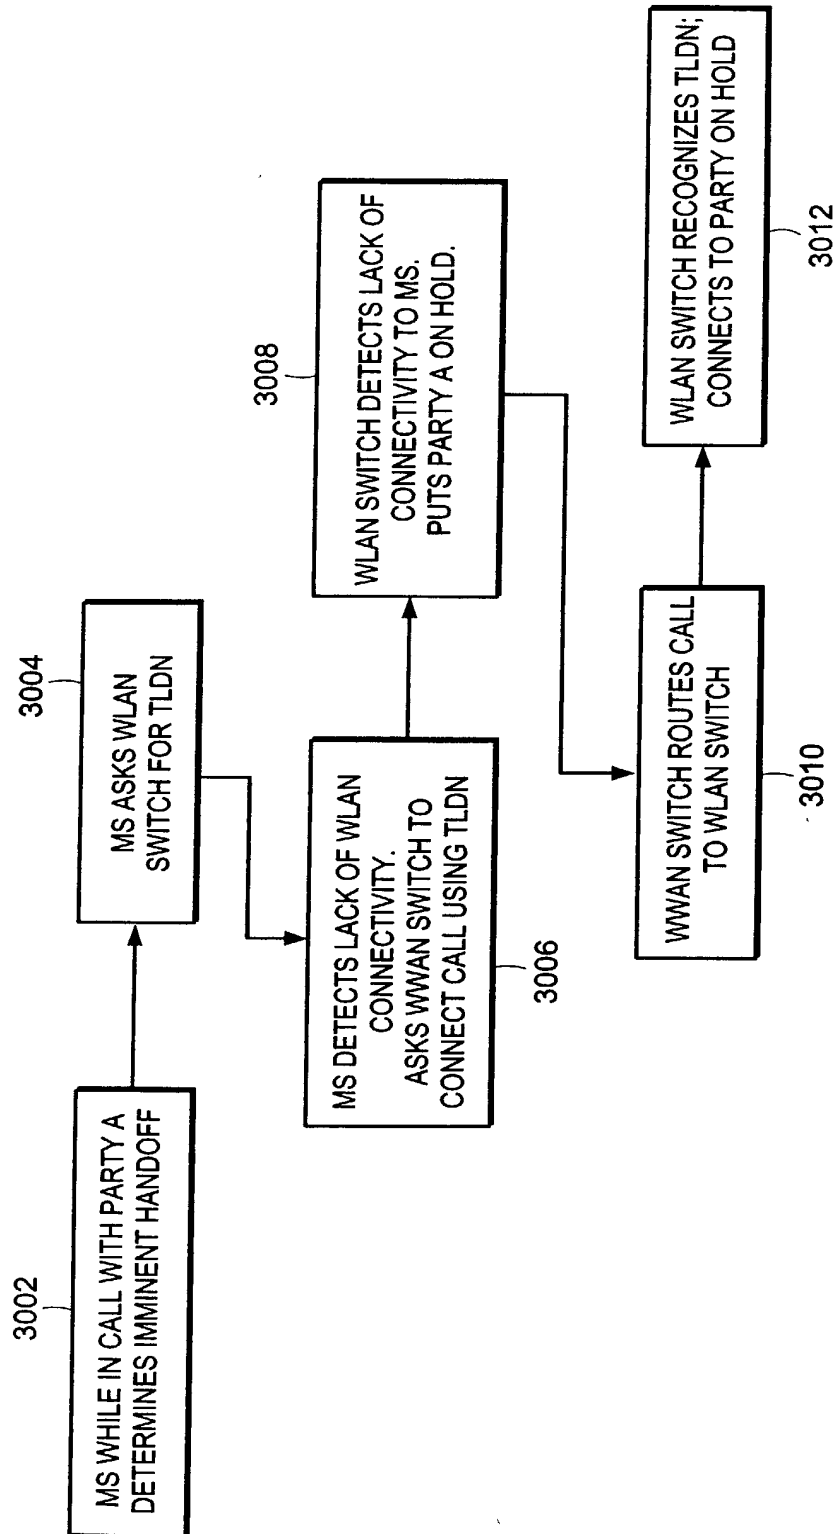 3002
MS WHILE IN CALL WITH PARTY A
DETERMINES IMMINENT HANDOFF
3004
MS ASKS WLAN
SWITCH FOR TLDN
MS DETECTS LACK OF WLAN
CONNECTIVITY.
ASKS WWAN SWITCH TO
CONNECT CALL USING TLDN
3006
3008
WLAN SWITCH DETECTS LACK OF
CONNECTIVITY TO MS.
PUTS PARTY A ON HOLD.
WWAN SWITCH ROUTES CALL
TO WLAN SWITCH
3010
WLAN SWITCH RECOGNIZES TLDN;
CONNECTS TO PARTY ON HOLD
3012